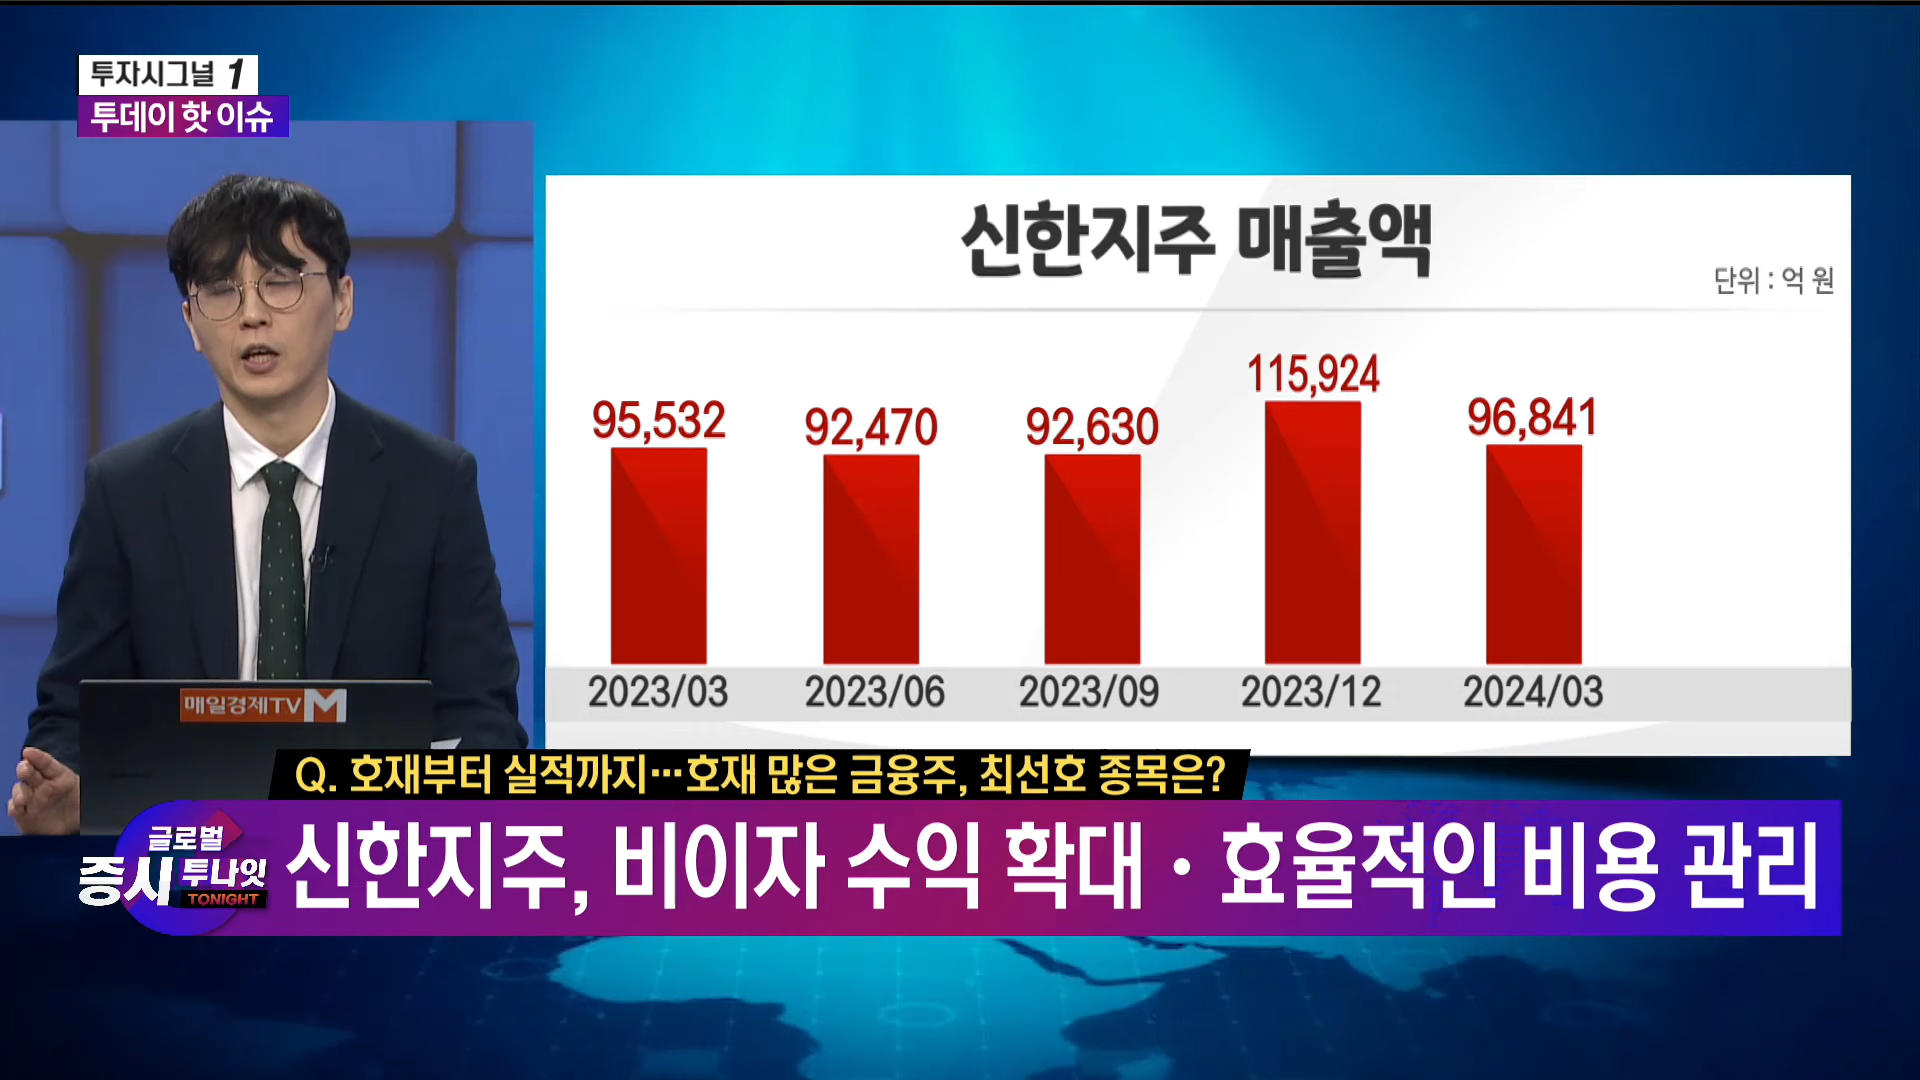 투자시그널 1
투데이 핫 이슈
신한지주 매출액
단위 : 억 원
95,532
92,470
92,630
115,924
96,841
2023/03
2023/06
2023/09
2023/12
2024/03
매일경제TV M
Q. 호재부터 실적까지…호재 많은 금융주, 최선호 종목은?
글로벌
증시 투나잇
TONIGHT
신한지주, 비이자 수익 확대 · 효율적인 비용 관리